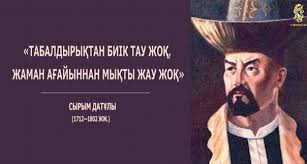 «ТАБАЛДЫРЫҚТАН БИІК ТАУ ЖОҚ,
ЖАМАН АҒАЙЫННАН МЫҚТЫ ЖАУ ЖОҚ»
СЫРЫМ ДАТҰЛЫ
(1712–1802 ЖЖ.)